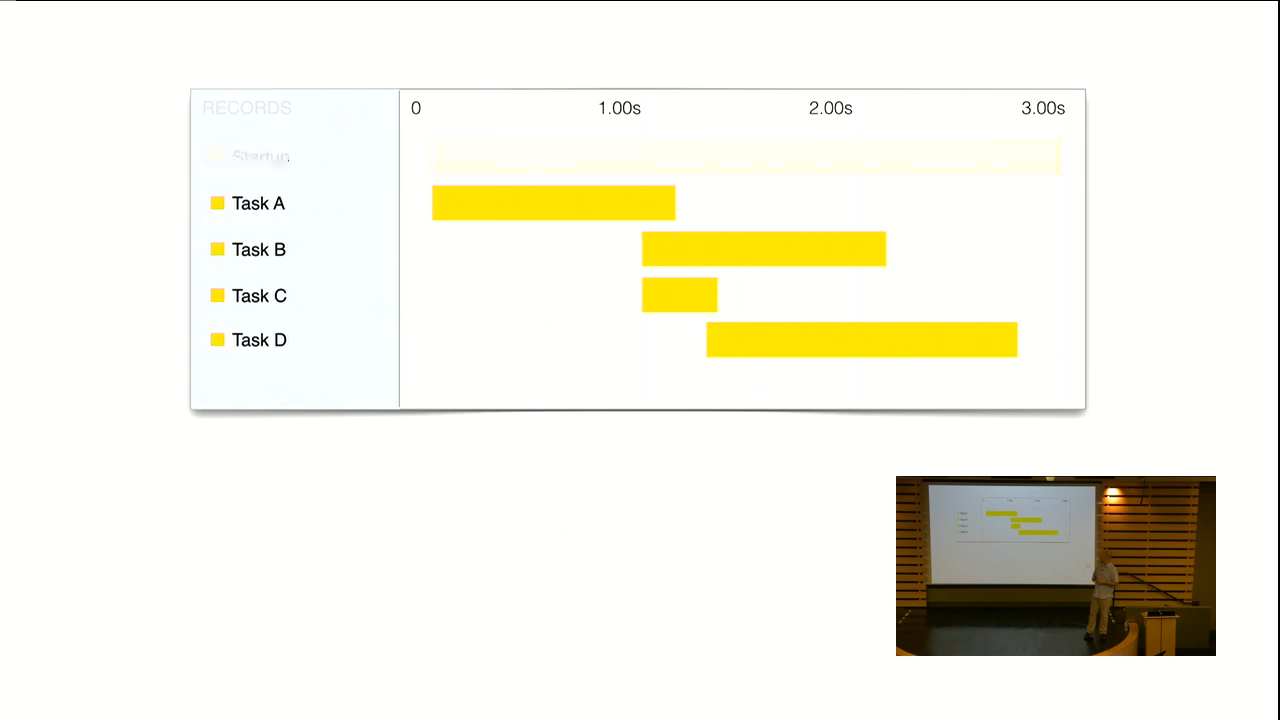 RECORDS 0 1.00s 2.00s 3.00s
Startup
Task A
Task B
Task C
Task D